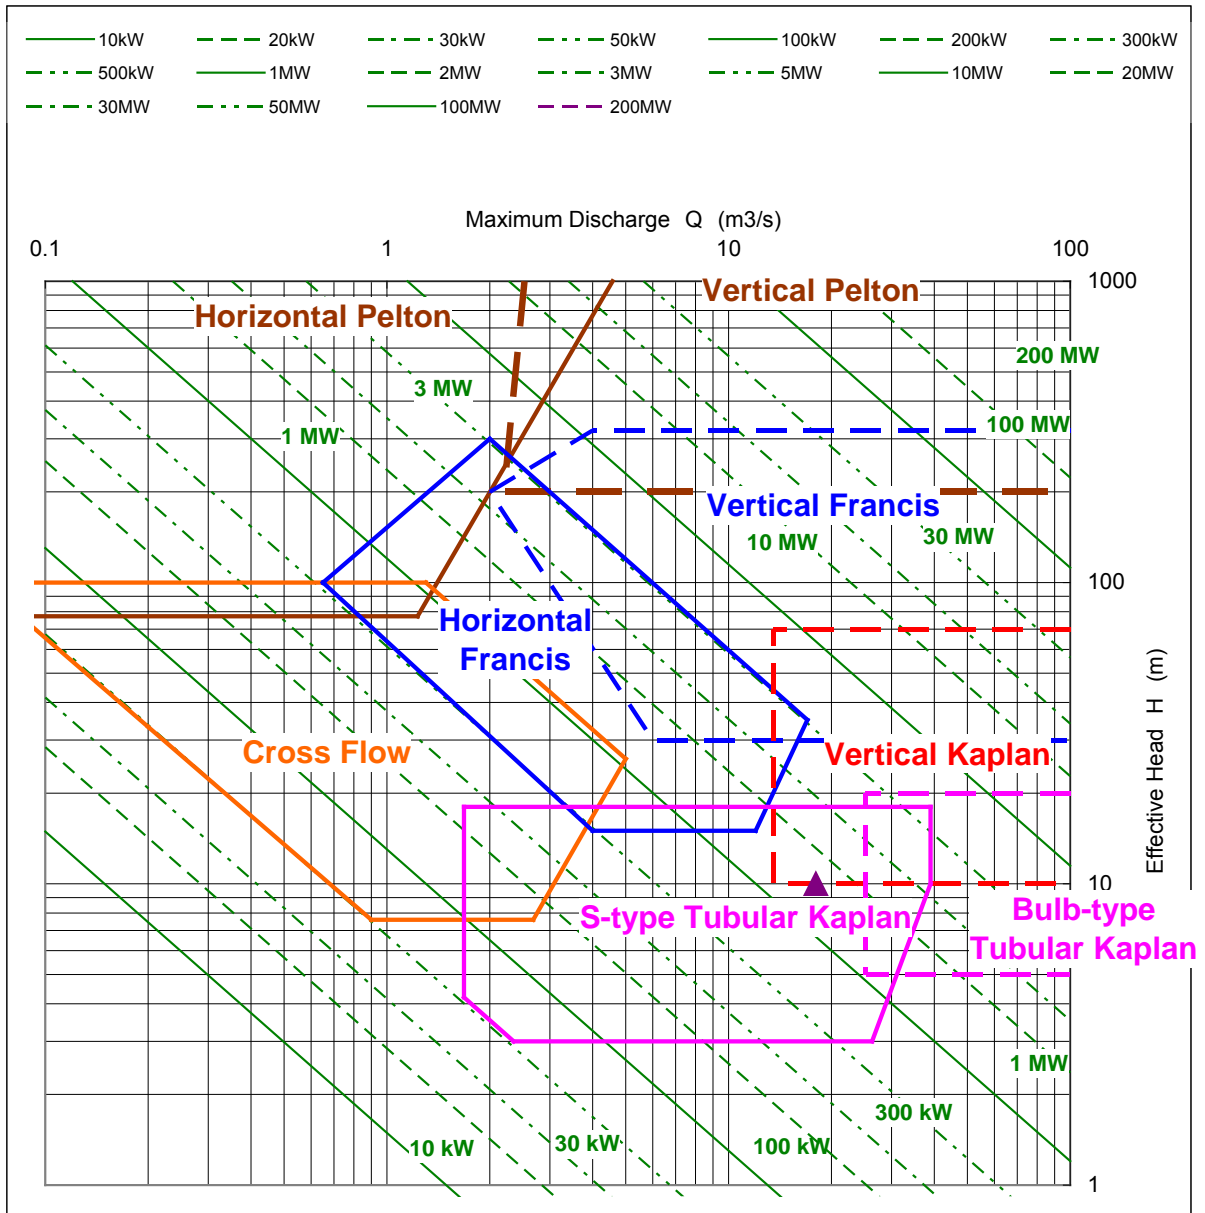 10kW 20kW 30kW 50kW 100kW 200kW 300kW
500kW 1MW 2MW 3MW 5MW 10MW 20MW
30MW 50MW 100MW 200MW
Maximum Discharge Q (m3/s)
0.1 1 10 100
1000
Vertical Pelton
Horizontal Pelton
200 MW
3 MW
100 MW
1 MW
Vertical Francis
30 MW
10 MW
100
Horizontal
Francis
Effective Head H (m)
Cross Flow
Vertical Kaplan
10
S-type Tubular Kaplan
Bulb-type
Tubular Kaplan
1 MW
300 kW
30 kW
100 kW
10 kW
1